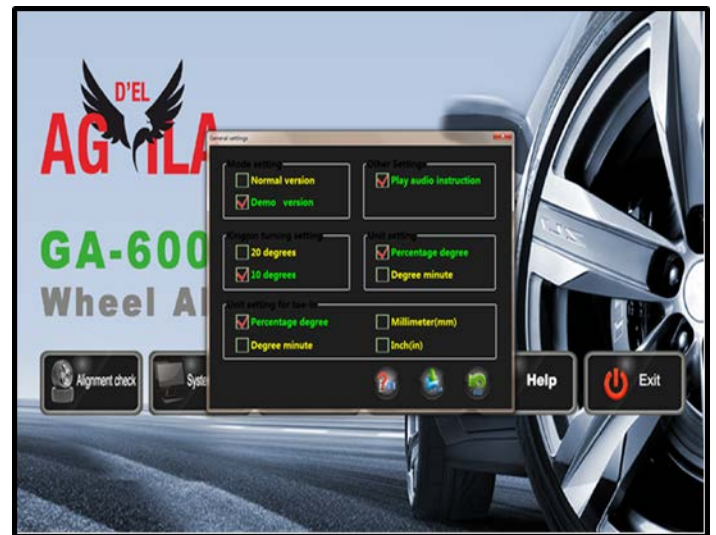 D'EL
AG ILA
GA-600
Wheel Al
General settings
Mode setting
Normal version
Demo version
Other Settings
Play audio instruction
Kingpin turning setting
20 degrees
10 degrees
Unit setting
Percentage degree
Degree minute
Unit setting for toe-in
Percentage degree
Millimeter(mm)
Degree minute
Inch(in)
Alignment check
Syste
Help
Exit